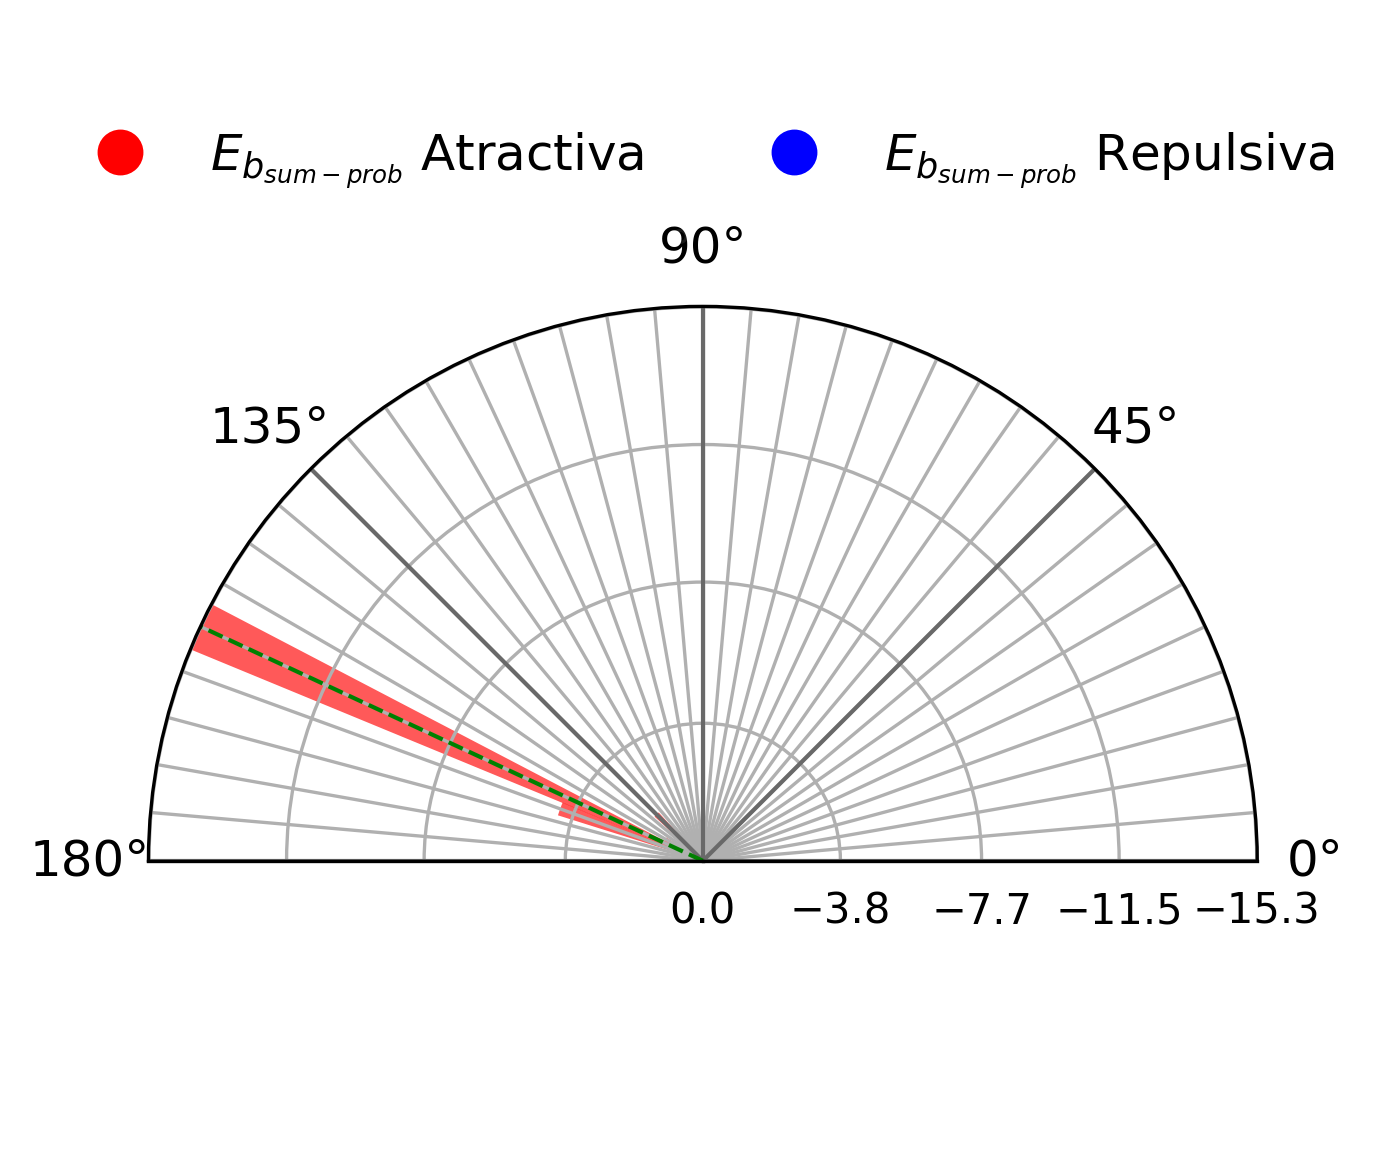 E_{b_{sum-prob}} Atractiva E_{b_{sum-prob}} Repulsiva
90°
135° 45°
180° 0°
0.0 −3.8 −7.7 −11.5 −15.3